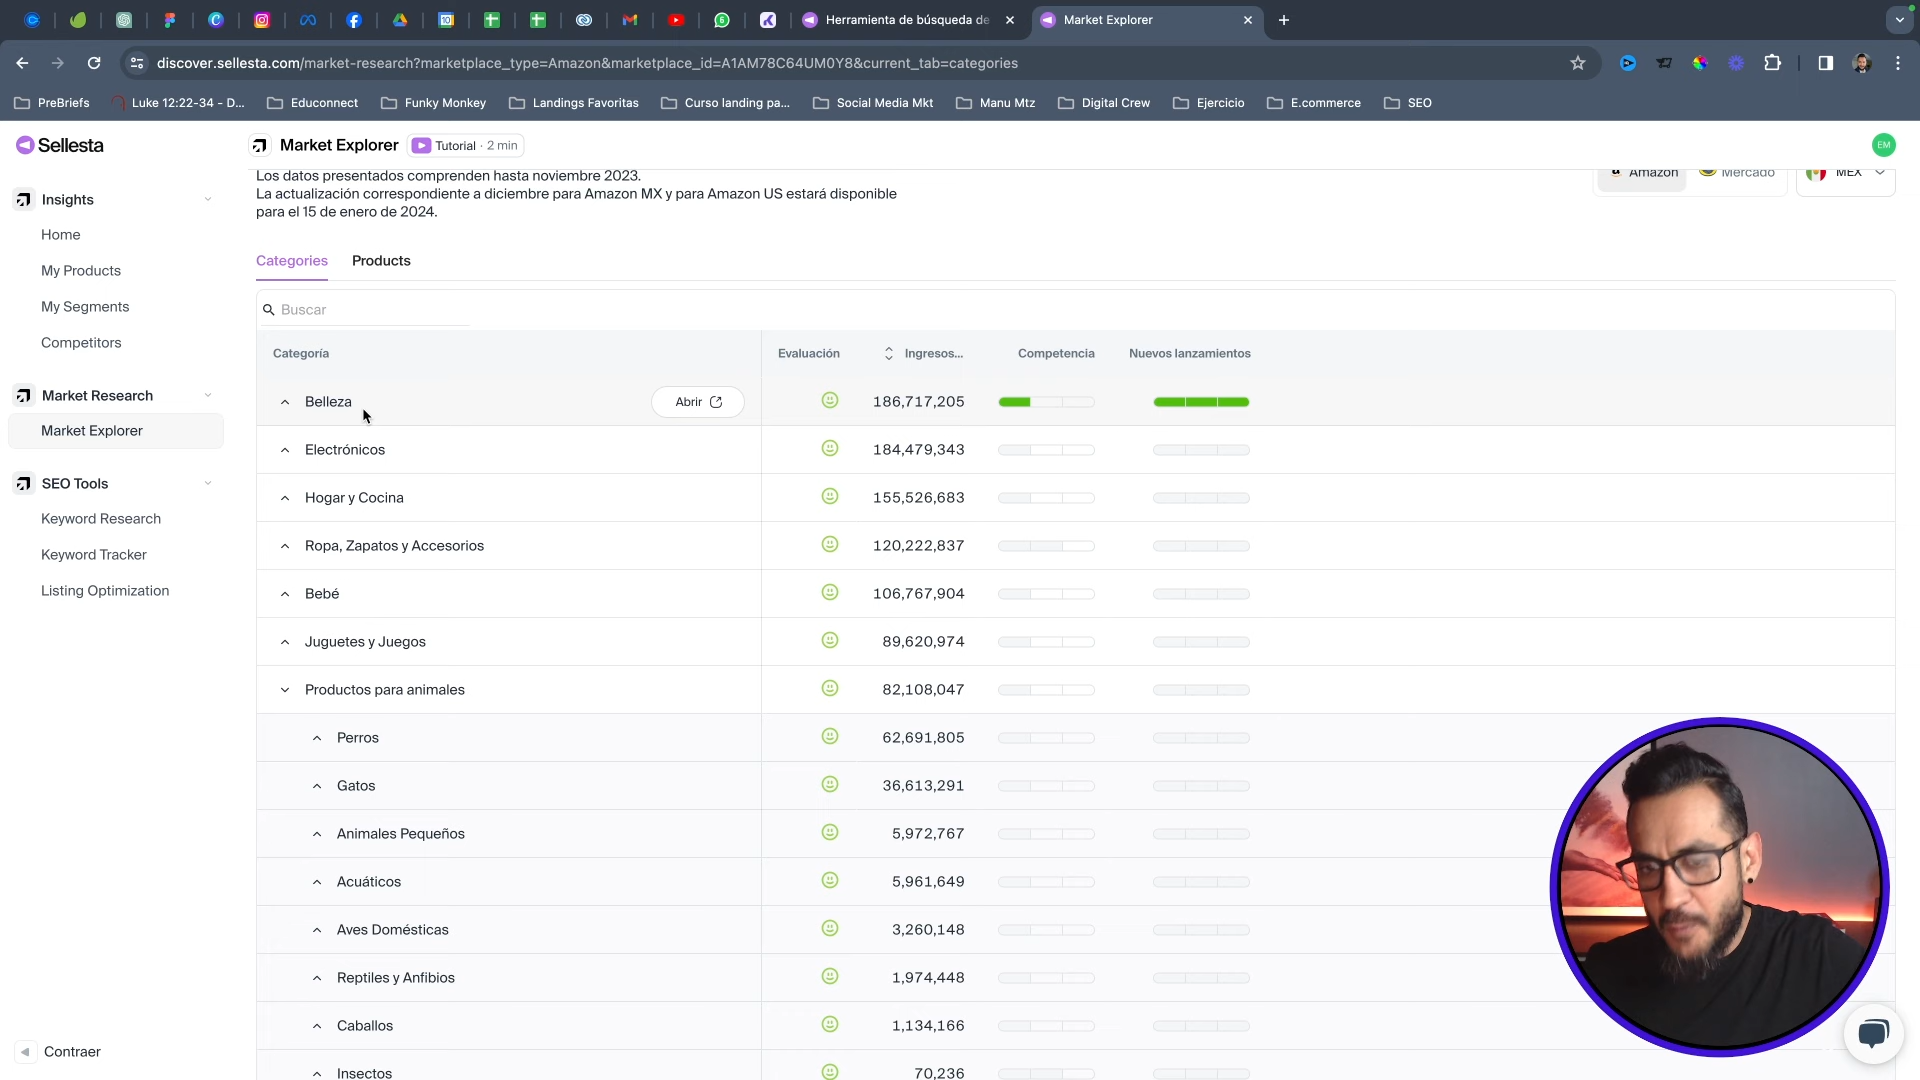 Herramienta de búsqueda de
Market Explorer
discover.sellesta.com/market-research?marketplace_type=Amazon&marketplace_id=A1AM78C64UM0Y8&current_tab=categories
PreBriefs
Luke 12:22-34 - D...
Educonnect
Funky Monkey
Landings Favoritas
Curso landing pa...
Social Media Mkt
Manu Mtz
Digital Crew
Ejercicio
E.commerce
SEO
Sellesta
Market Explorer
Tutorial · 2 min
EM
Insights
Home
My Products
My Segments
Competitors
Market Research
Market Explorer
SEO Tools
Keyword Research
Keyword Tracker
Listing Optimization
Contraer
Los datos presentados comprenden hasta noviembre 2023.
La actualización correspondiente a diciembre para Amazon MX y para Amazon US estará disponible
para el 15 de enero de 2024.
Amazon
Mercado
MEX
Categories
Products
Buscar
Categoría Evaluación Ingresos... Competencia Nuevos lanzamientos
Belleza Abrir 186,717,205
Electrónicos 184,479,343
Hogar y Cocina 155,526,683
Ropa, Zapatos y Accesorios 120,222,837
Bebé 106,767,904
Juguetes y Juegos 89,620,974
Productos para animales 82,108,047
Perros 62,691,805
Gatos 36,613,291
Animales Pequeños 5,972,767
Acuáticos 5,961,649
Aves Domésticas 3,260,148
Reptiles y Anfibios 1,974,448
Caballos 1,134,166
Insectos 70,236